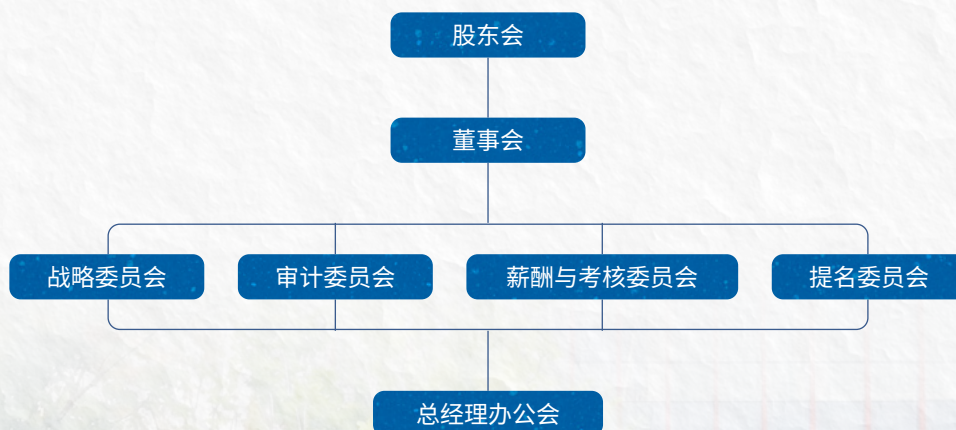 股东会
董事会
战略委员会
审计委员会
薪酬与考核委员会
提名委员会
总经理办公会